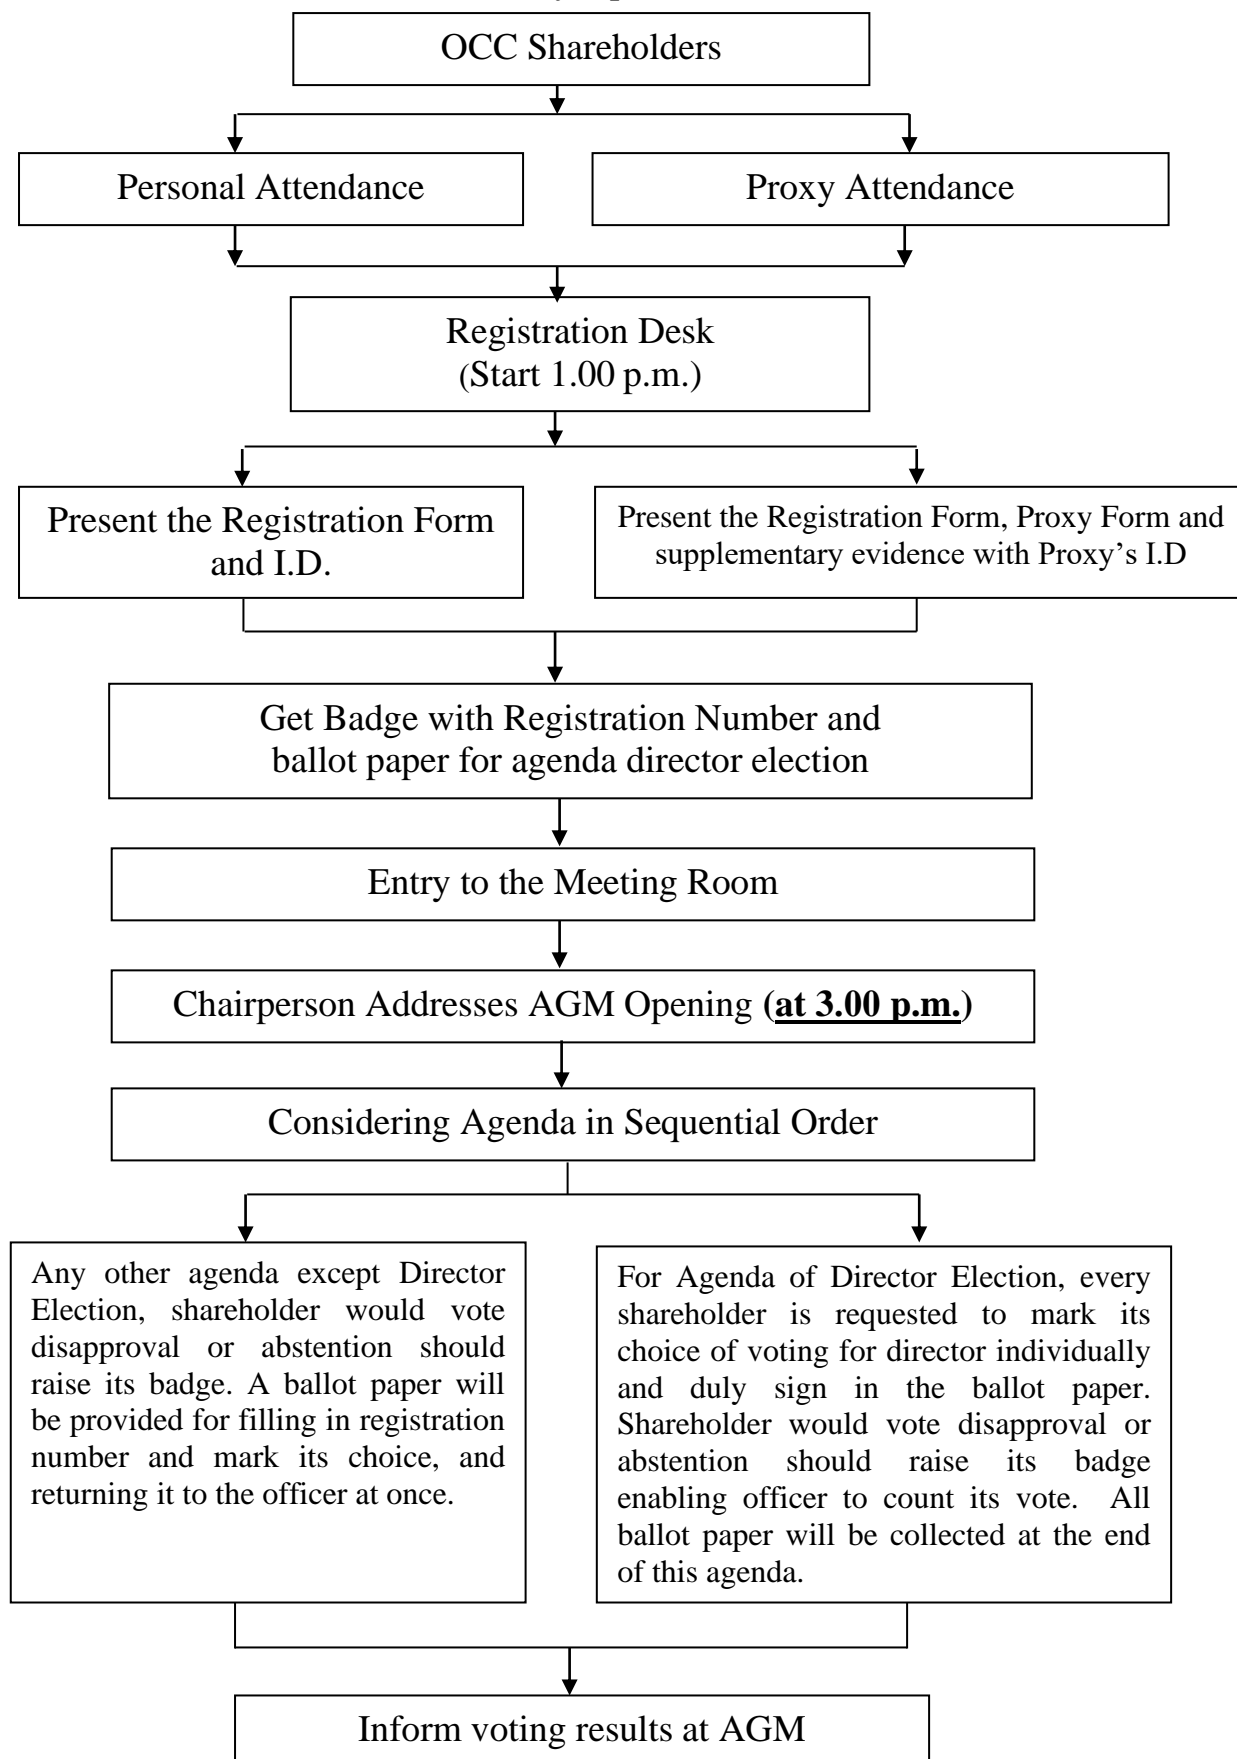 OCC Shareholders
Personal Attendance
Proxy Attendance
Registration Desk
(Start 1.00 p.m.)
Present the Registration Form
and I.D.
Present the Registration Form, Proxy Form and
supplementary evidence with Proxy’s I.D
Get Badge with Registration Number and
ballot paper for agenda director election
Entry to the Meeting Room
Chairperson Addresses AGM Opening (at 3.00 p.m.)
Considering Agenda in Sequential Order
Any other agenda except Director
Election, shareholder would vote
disapproval or abstention should
raise its badge. A ballot paper will
be provided for filling in registration
number and mark its choice, and
returning it to the officer at once.
For Agenda of Director Election, every
shareholder is requested to mark its
choice of voting for director individually
and duly sign in the ballot paper.
Shareholder would vote disapproval or
abstention should raise its badge
enabling officer to count its vote. All
ballot paper will be collected at the end
of this agenda.
Inform voting results at AGM